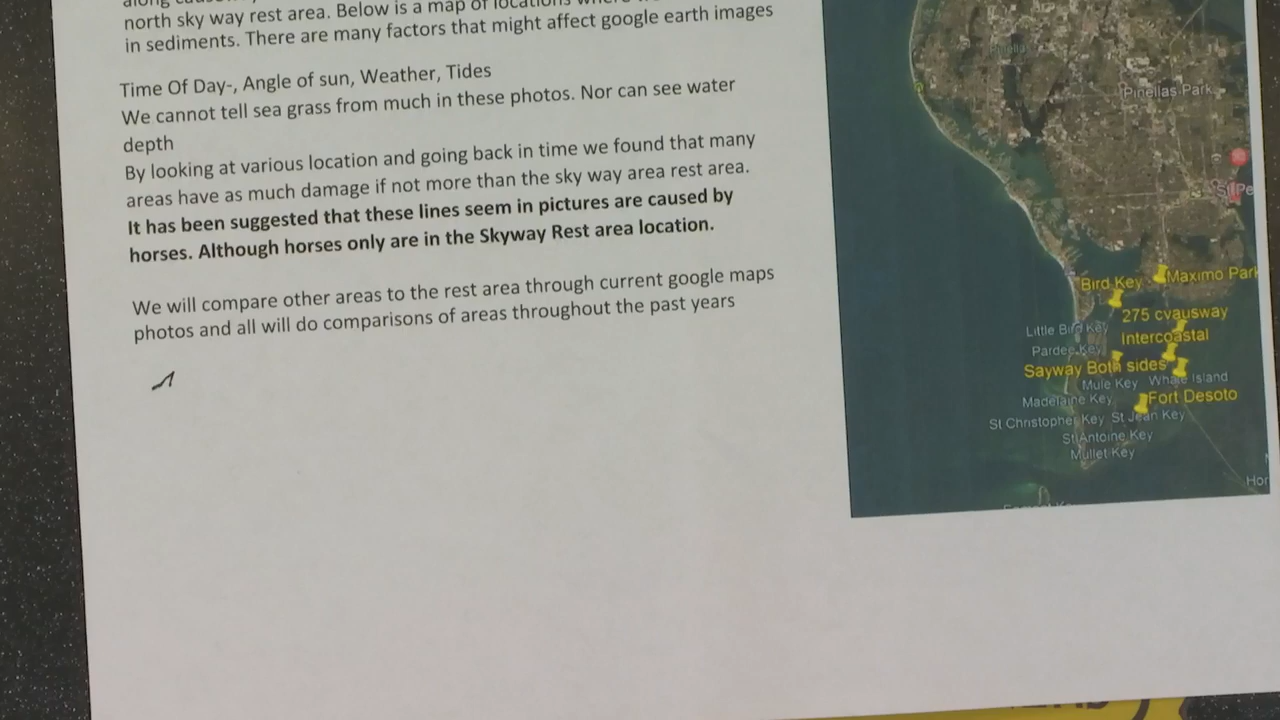 north sky way rest area. Below is a map of locations
in sediments. There are many factors that might affect google earth images
Time Of Day-, Angle of sun, Weather, Tides
We cannot tell sea grass from much in these photos. Nor can see water
depth
By looking at various location and going back in time we found that many
areas have as much damage if not more than the sky way area rest area.
It has been suggested that these lines seem in pictures are caused by
horses. Although horses only are in the Skyway Rest area location.
We will compare other areas to the rest area through current google maps
photos and all will do comparisons of areas throughout the past years
Pinellas Park
St Pe
Bird Key
Maximo Park
275 cvausway
Little Bird Key
Intercoastal
Pardee Key
Sayway Both sides
Mule Key
Whale Island
Madelaine Key
Fort Desoto
St Christopher Key
St Jean Key
St Antoine Key
Mullet Key
Hor